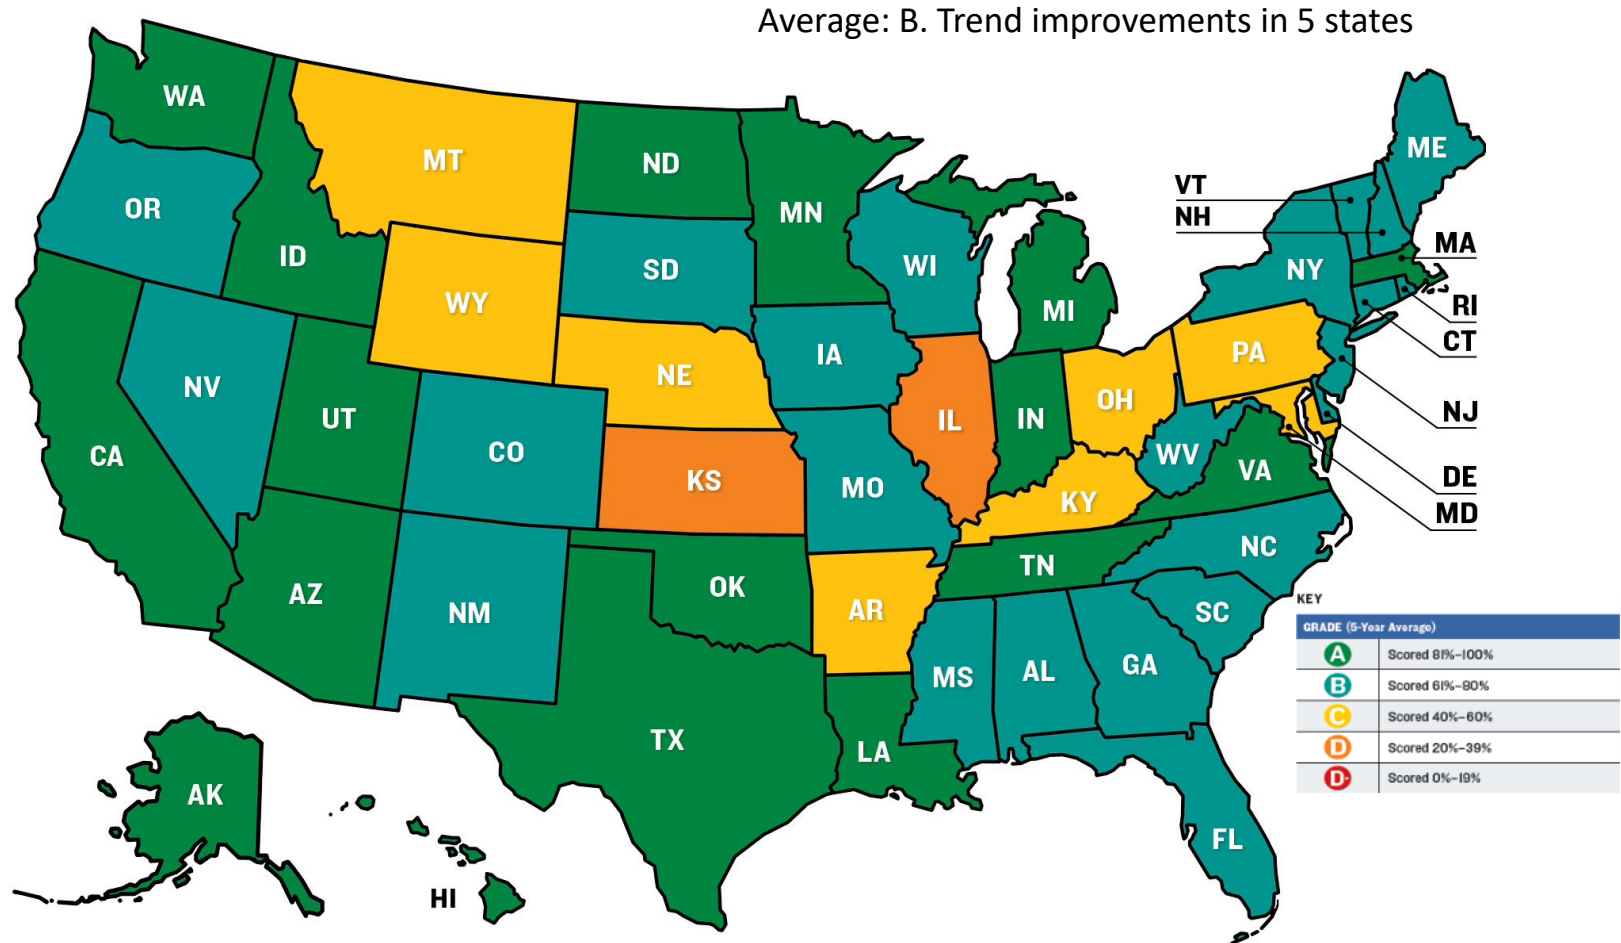 Average: B. Trend improvements in 5 states
WA
MT
ND
MN
ME
OR
ID
SD
WI
MI
VT
NH
MA
NY
RI
CT
WY
IA
NE
PA
NV
UT
CO
IL
IN
OH
NJ
CA
KS
MO
WV
VA
DE
KY
MD
NC
AZ
NM
OK
AR
TN
SC
MS
AL
GA
TX
LA
AK
HI
FL
KEY
GRADE (5-Year Average)
A Scored 81%–100%
B Scored 61%–80%
C Scored 40%–60%
D Scored 20%–39%
D- Scored 0%–19%